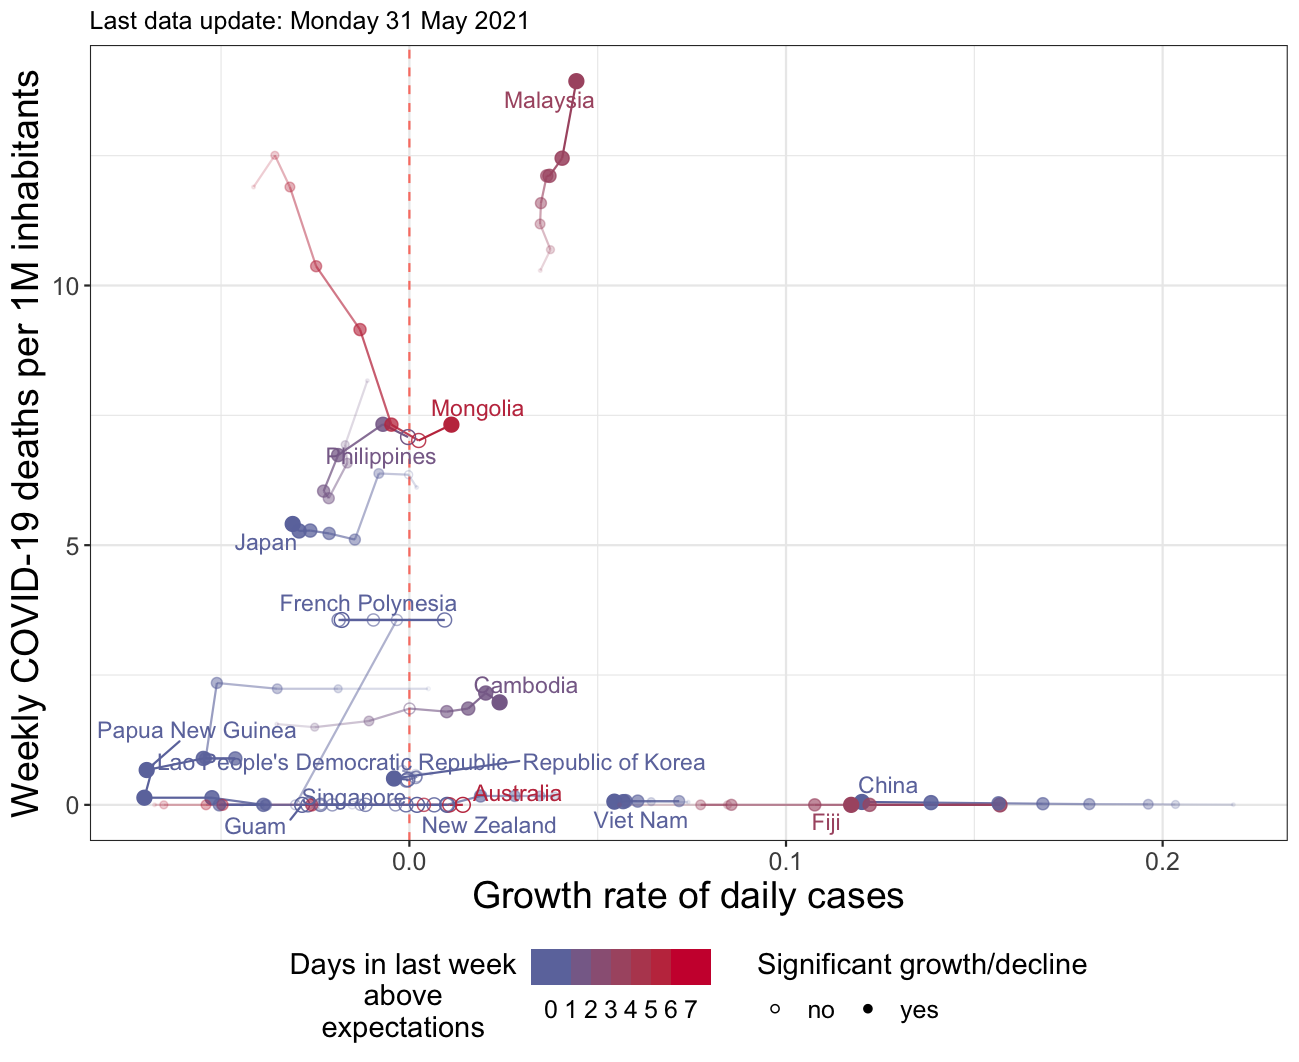 Last data update: Monday 31 May 2021
Weekly COVID-19 deaths per 1M inhabitants
10
5
0
Malaysia
Mongolia
Philippines
Japan
French Polynesia
Cambodia
Papua New Guinea
Lao People's Democratic Republic
Republic of Korea
China
Singapore
Australia
Guam
New Zealand
Viet Nam
Fiji
0.0 0.1 0.2
Growth rate of daily cases
Days in last week
above
expectations
0 1 2 3 4 5 6 7
Significant growth/decline
no yes